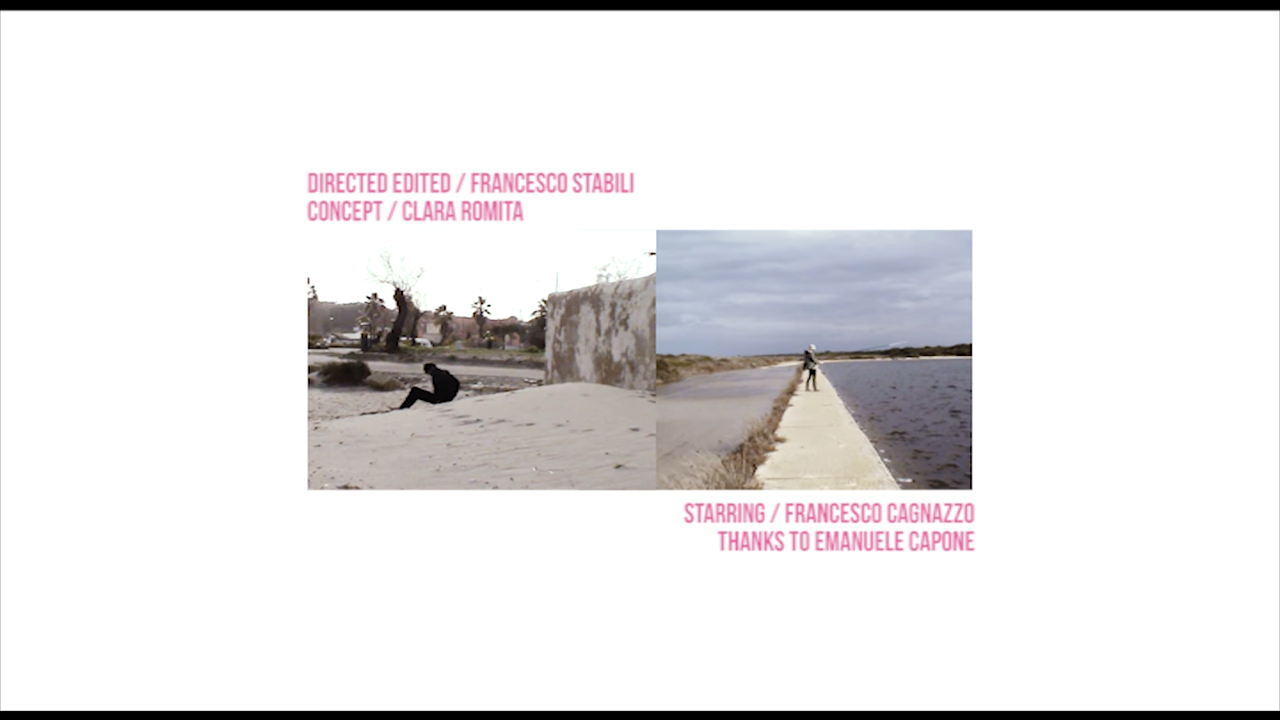 DIRECTED EDITED / FRANCESCO STABILI
CONCEPT / CLARA ROMITA
STARRING / FRANCESCO CAGNAZZO
THANKS TO EMANUELE CAPONE